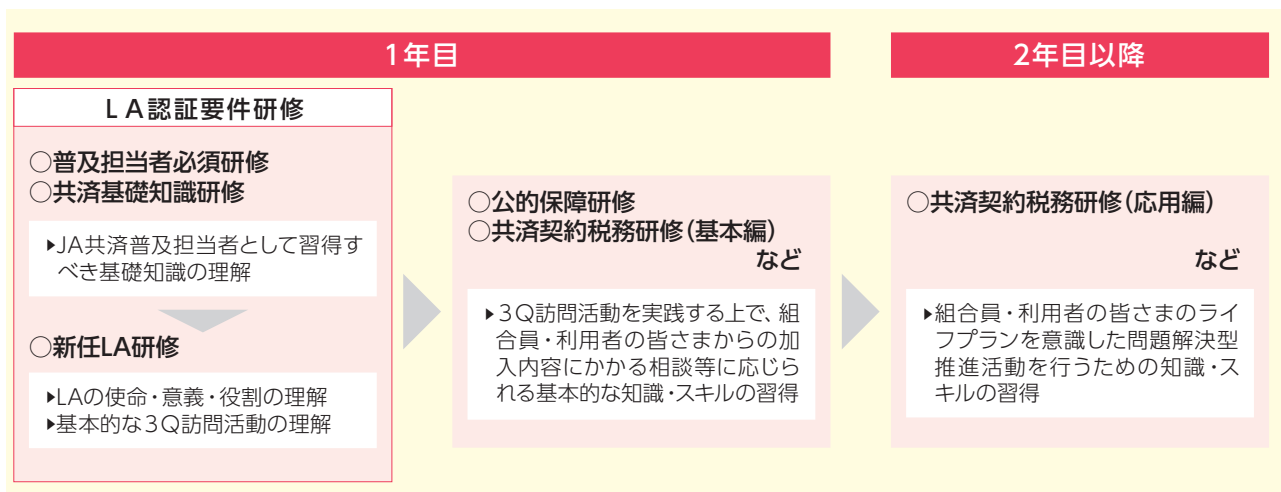 1年目
LA認証要件研修
○普及担当者必須研修
○共済基礎知識研修
▶JA共済普及担当者として習得す
べき基礎知識の理解
○新任LA研修
▶LAの使命・意義・役割の理解
▶基本的な3Q訪問活動の理解
○公的保障研修
○共済契約税務研修(基本編)
など
▶3Q訪問活動を実践する上で、組
合員・利用者の皆さまからの加
入内容にかかる相談等に応じら
れる基本的な知識・スキルの習得
2年目以降
○共済契約税務研修(応用編)
など
▶組合員・利用者の皆さまのライ
フプランを意識した問題解決型
推進活動を行うための知識・ス
キルの習得